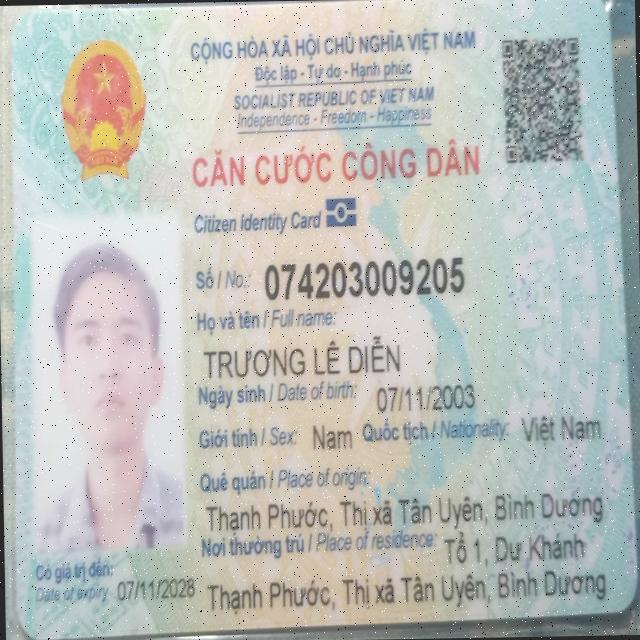 CỘNG HÒA XÃ HỘI CHỦ NGHĨA VIỆT NAM
Độc lập - Tự do - Hạnh phúc
SOCIALIST REPUBLIC OF VIET NAM
Independence - Freedom - Happiness
CĂN CƯỚC CÔNG DÂN
Citizen Identity Card
Số / No: 074203009205
Họ và tên / Full name:
TRƯƠNG LÊ DIỄN
Ngày sinh / Date of birth: 07/11/2003
Giới tính / Sex: Nam Quốc tịch / Nationality: Việt Nam
Quê quán / Place of origin:
Thạnh Phước, Thị xã Tân Uyên, Bình Dương
Nơi thường trú / Place of residence: Tổ 1, Dư Khánh
Thạnh Phước, Thị xã Tân Uyên, Bình Dương
Có giá trị đến: 07/11/2028
Date of expiry